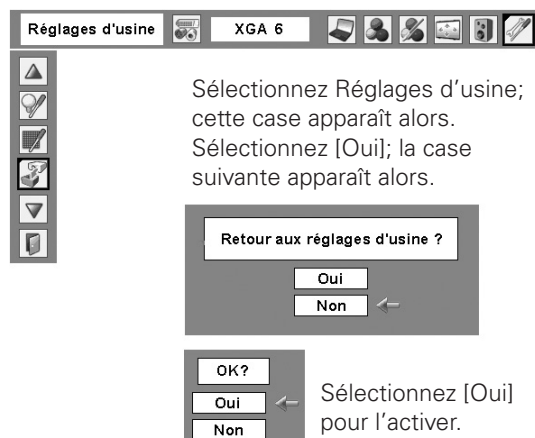 Réglages d'usine XGA 6
Sélectionnez Réglages d’usine;
cette case apparaît alors.
Sélectionnez [Oui]; la case
suivante apparaît alors.
Retour aux réglages d'usine ?
Oui
Non
OK?
Oui
Non
Sélectionnez [Oui]
pour l’activer.